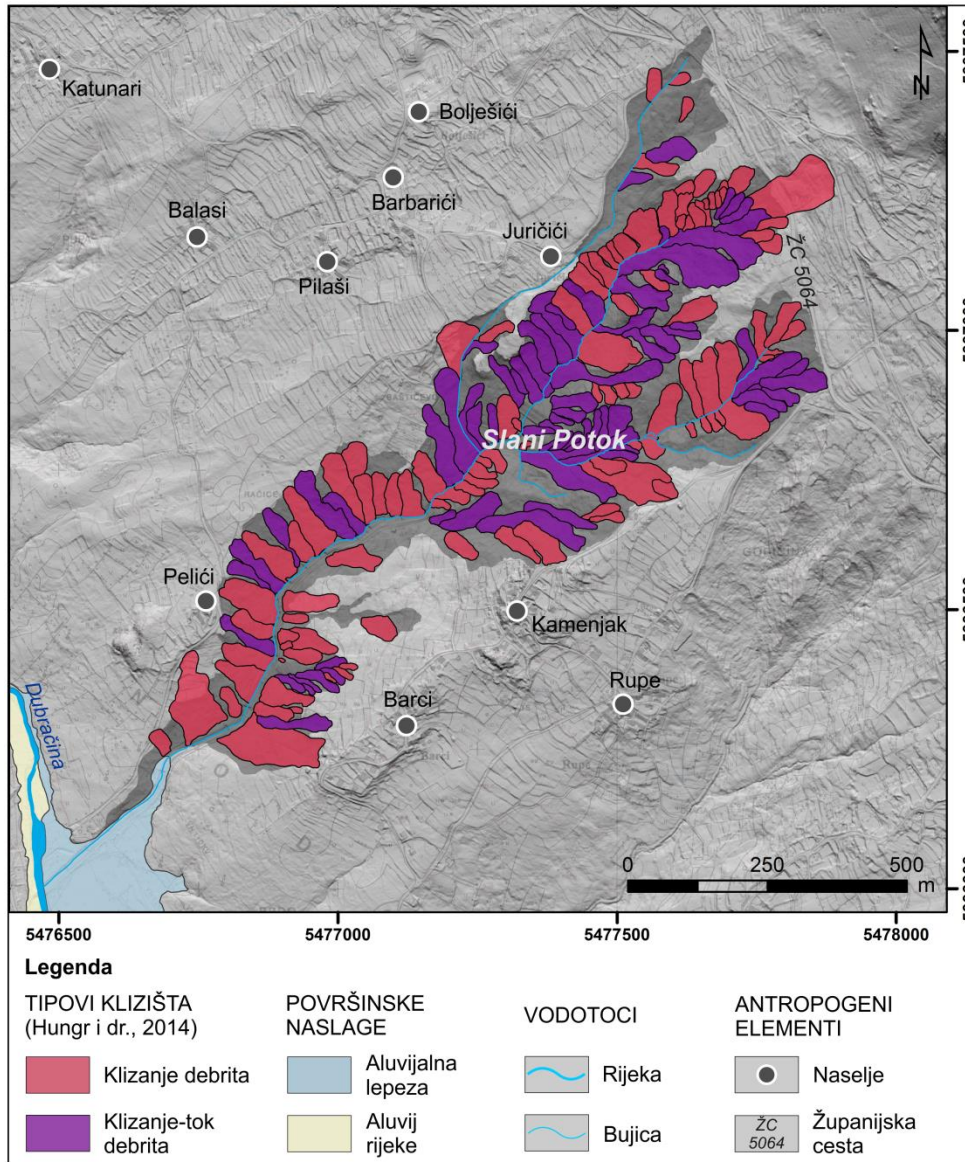 Katunari
Bolješići
Barbarići
Balasi
Juričići
Pilaši
ŽC 5064
Slani Potok
Pelići
Kamenjak
Rupe
Barci
Dubračina
N
0 250 500
m
5476500 5477000 5477500 5478000
Legenda
TIPOVI KLIZIŠTA
(Hungr i dr., 2014)
Klizanje debrita
Klizanje-tok
debrita
POVRŠINSKE
NASLAGE
Aluvijalna
lepeza
Aluvij
rijeke
VODOTOCI
Rijeka
Bujica
ANTROPOGENI
ELEMENTI
Naselje
ŽC
5064
Županijska
cesta